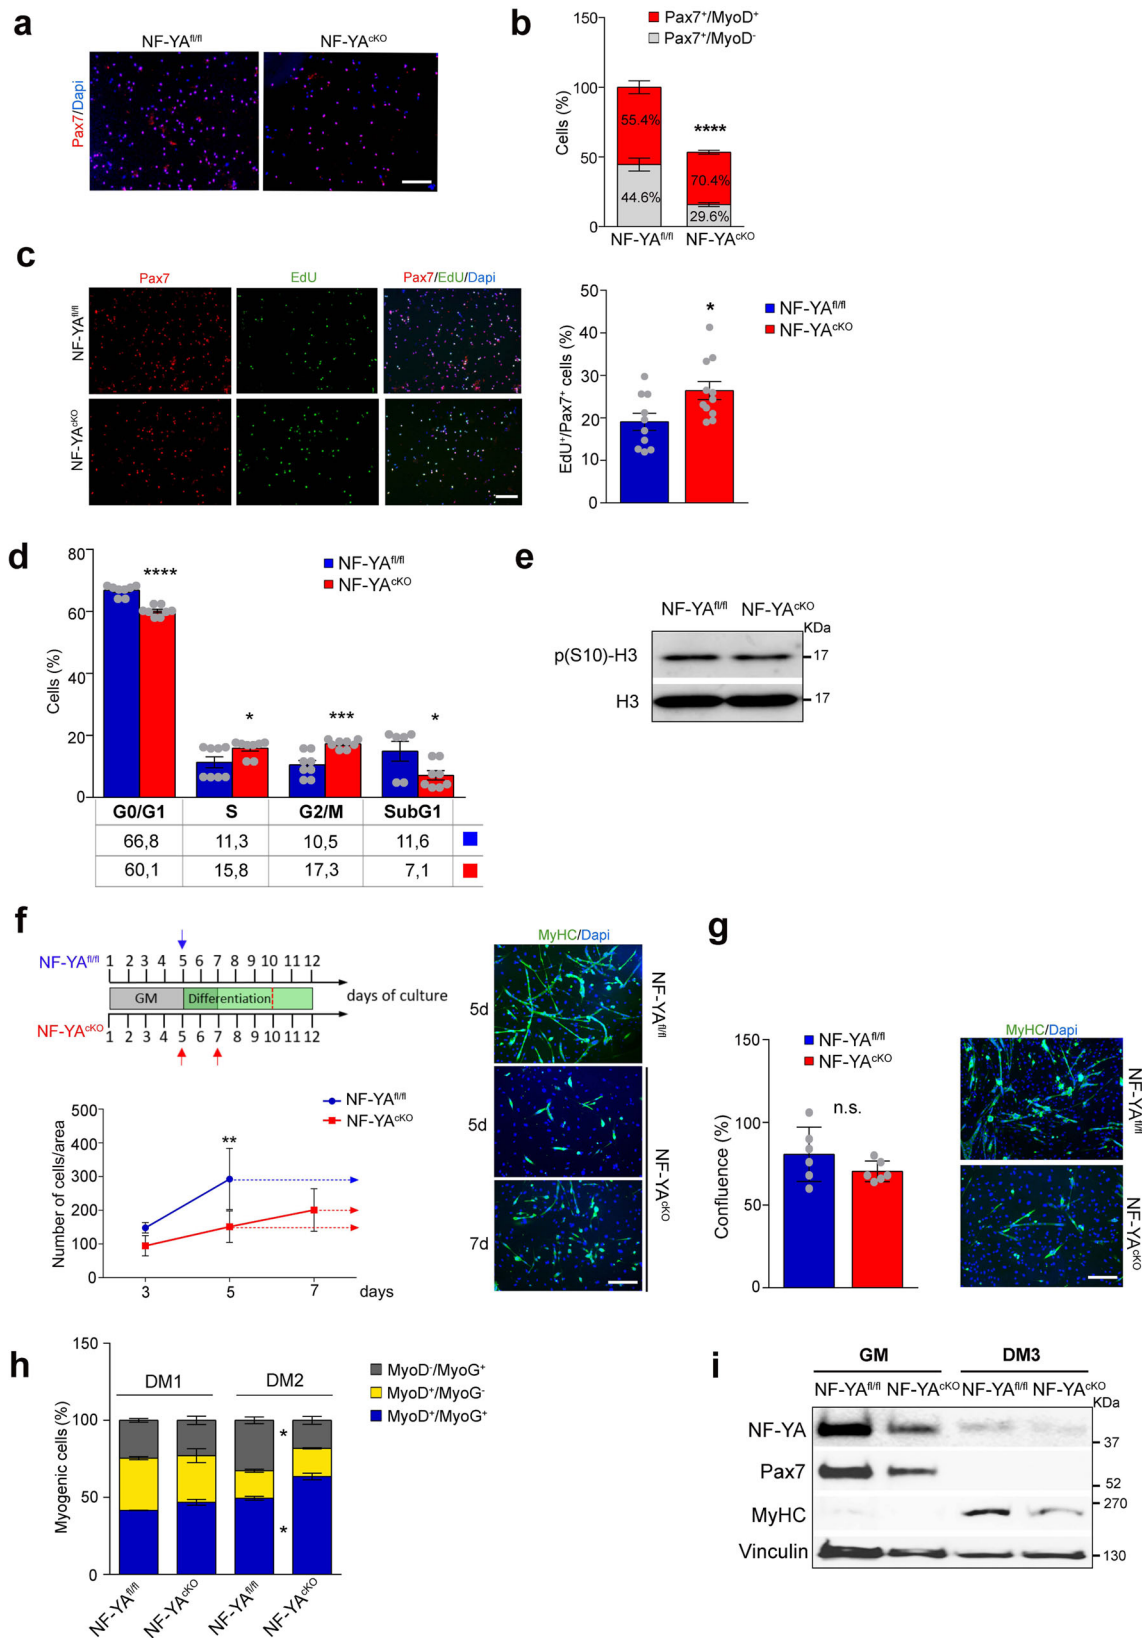 a
NF-YAfl/fl
NF-YAcKO
Pax7/Dapi
b
Pax7+/MyoD+
Pax7+/MyoD-
Cells (%)
150
100
50
0
55.4%
44.6%
****
70.4%
29.6%
NF-YAfl/fl
NF-YAcKO
c
Pax7
EdU
Pax7/EdU/Dapi
NF-YAfl/fl
NF-YAcKO
EdU+/Pax7+ cells (%)
50
40
30
20
10
0
*
NF-YAfl/fl
NF-YAcKO
d
Cells (%)
80
60
40
20
0
****
*
***
*
NF-YAfl/fl
NF-YAcKO
G0/G1 S G2/M SubG1
66,8 11,3 10,5 11,6
60,1 15,8 17,3 7,1
e
NF-YAfl/fl NF-YAcKO
KDa
p(S10)-H3
17
H3
17
f
NF-YAfl/fl 1 2 3 4 5 6 7 8 9 10 11 12
GM Differentiation
days of culture
NF-YAcKO 1 2 3 4 5 6 7 8 9 10 11 12
Number of cells/area
500
400
300
200
100
0
**
NF-YAfl/fl
NF-YAcKO
3 5 7 days
MyHC/Dapi
5d
5d
7d
NF-YAfl/fl
NF-YAcKO
g
NF-YAfl/fl
NF-YAcKO
Confluence (%)
150
100
50
0
n.s.
MyHC/Dapi
NF-YAfl/fl
NF-YAcKO
h
Myogenic cells (%)
150
100
50
0
DM1 DM2
*
*
MyoD-/MyoG+
MyoD+/MyoG-
MyoD+/MyoG+
NF-YAfl/fl
NF-YAcKO
NF-YAfl/fl
NF-YAcKO
i
GM DM3
NF-YAfl/fl NF-YAcKO NF-YAfl/fl NF-YAcKO
KDa
NF-YA
37
Pax7
52
MyHC
270
Vinculin
130